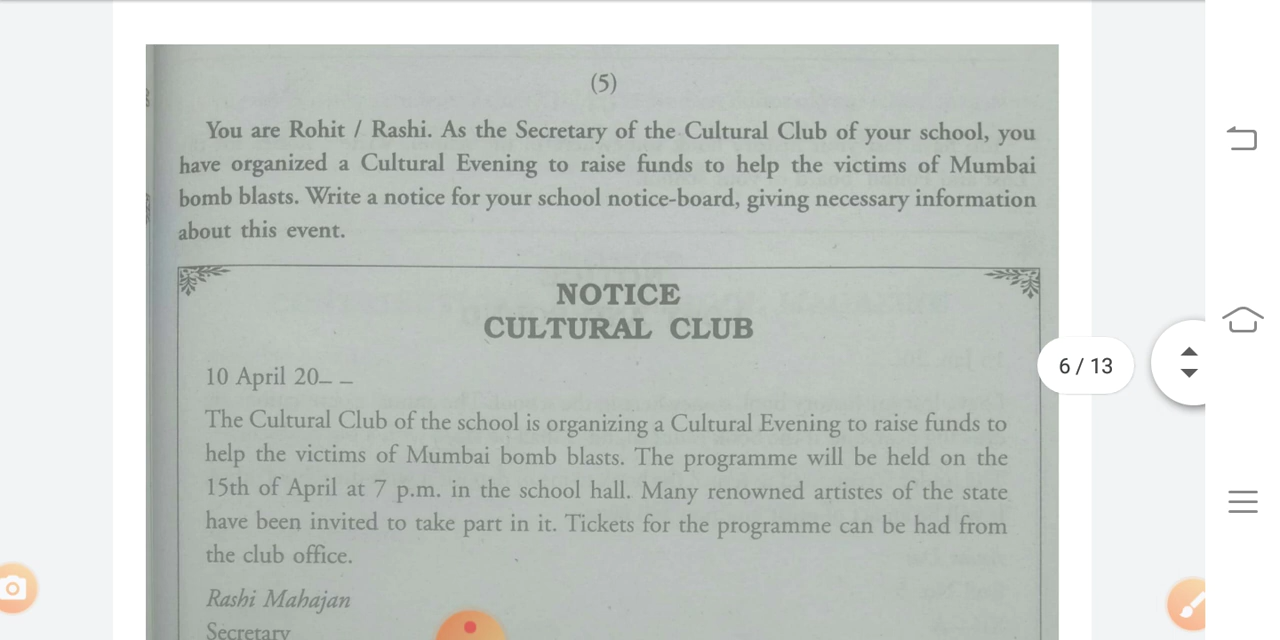 (5)
You are Rohit / Rashi. As the Secretary of the Cultural Club of your school, you
have organized a Cultural Evening to raise funds to help the victims of Mumbai
bomb blasts. Write a notice for your school notice-board, giving necessary information
about this event.
NOTICE
CULTURAL CLUB
10 April 20– –
The Cultural Club of the school is organizing a Cultural Evening to raise funds to
help the victims of Mumbai bomb blasts. The programme will be held on the
15th of April at 7 p.m. in the school hall. Many renowned artistes of the state
have been invited to take part in it. Tickets for the programme can be had from
the club office.
Rashi Mahajan
Secretary
6 / 13